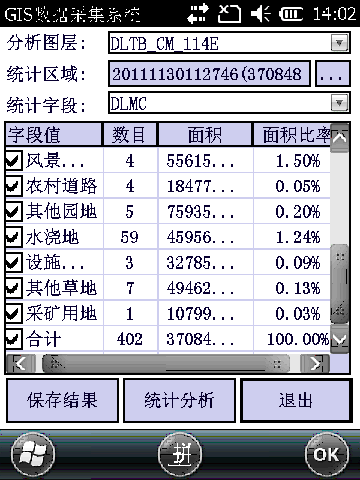 GIS数据采集系统 14:02
分析图层: DLTB_CM_114E
统计区域: 20111130112746(370848 ...
统计字段: DLMC
字段值 数目 面积 面积比率
风景... 4 55615... 1.50%
农村道路 4 18477... 0.05%
其他园地 5 75935... 0.20%
水浇地 59 45956... 1.24%
设施... 3 32785... 0.09%
其他草地 7 49462... 0.13%
采矿用地 1 10799... 0.03%
合计 402 37084... 100.00%
保存结果 统计分析 退出
拼 OK